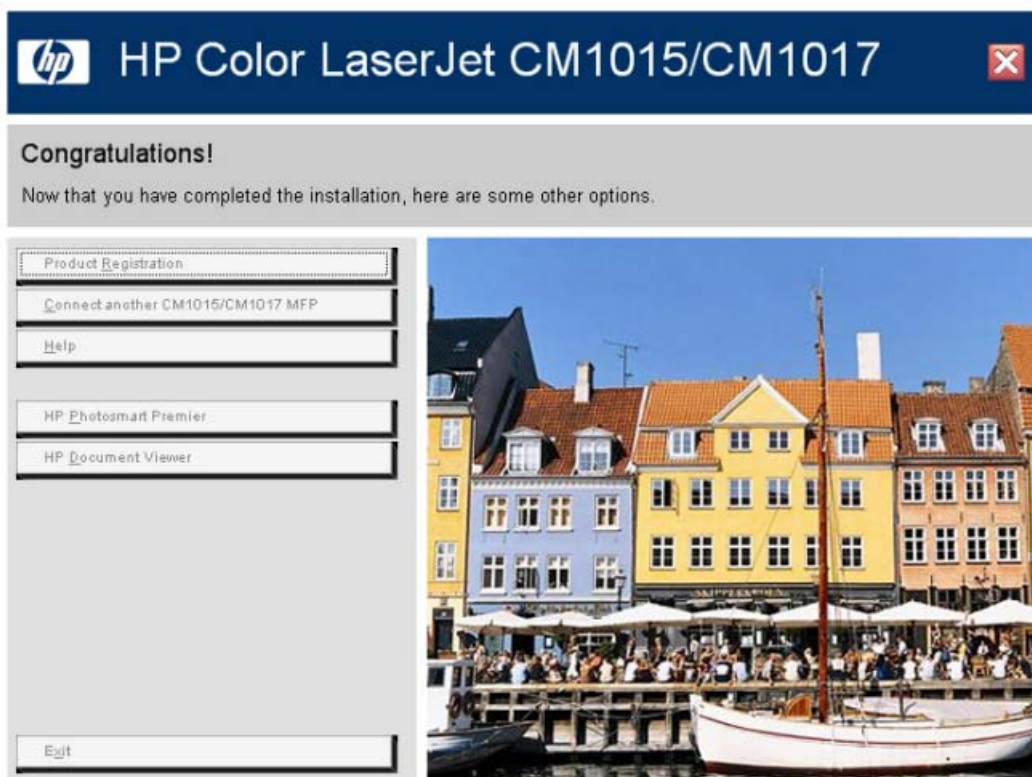 hp HP Color LaserJet CM1015/CM1017
Congratulations!
Now that you have completed the installation, here are some other options.
Product Registration
Connect another CM1015/CM1017 MFP
Help
HP Photosmart Premier
HP Document Viewer
Exit
SKIPPERKROEN